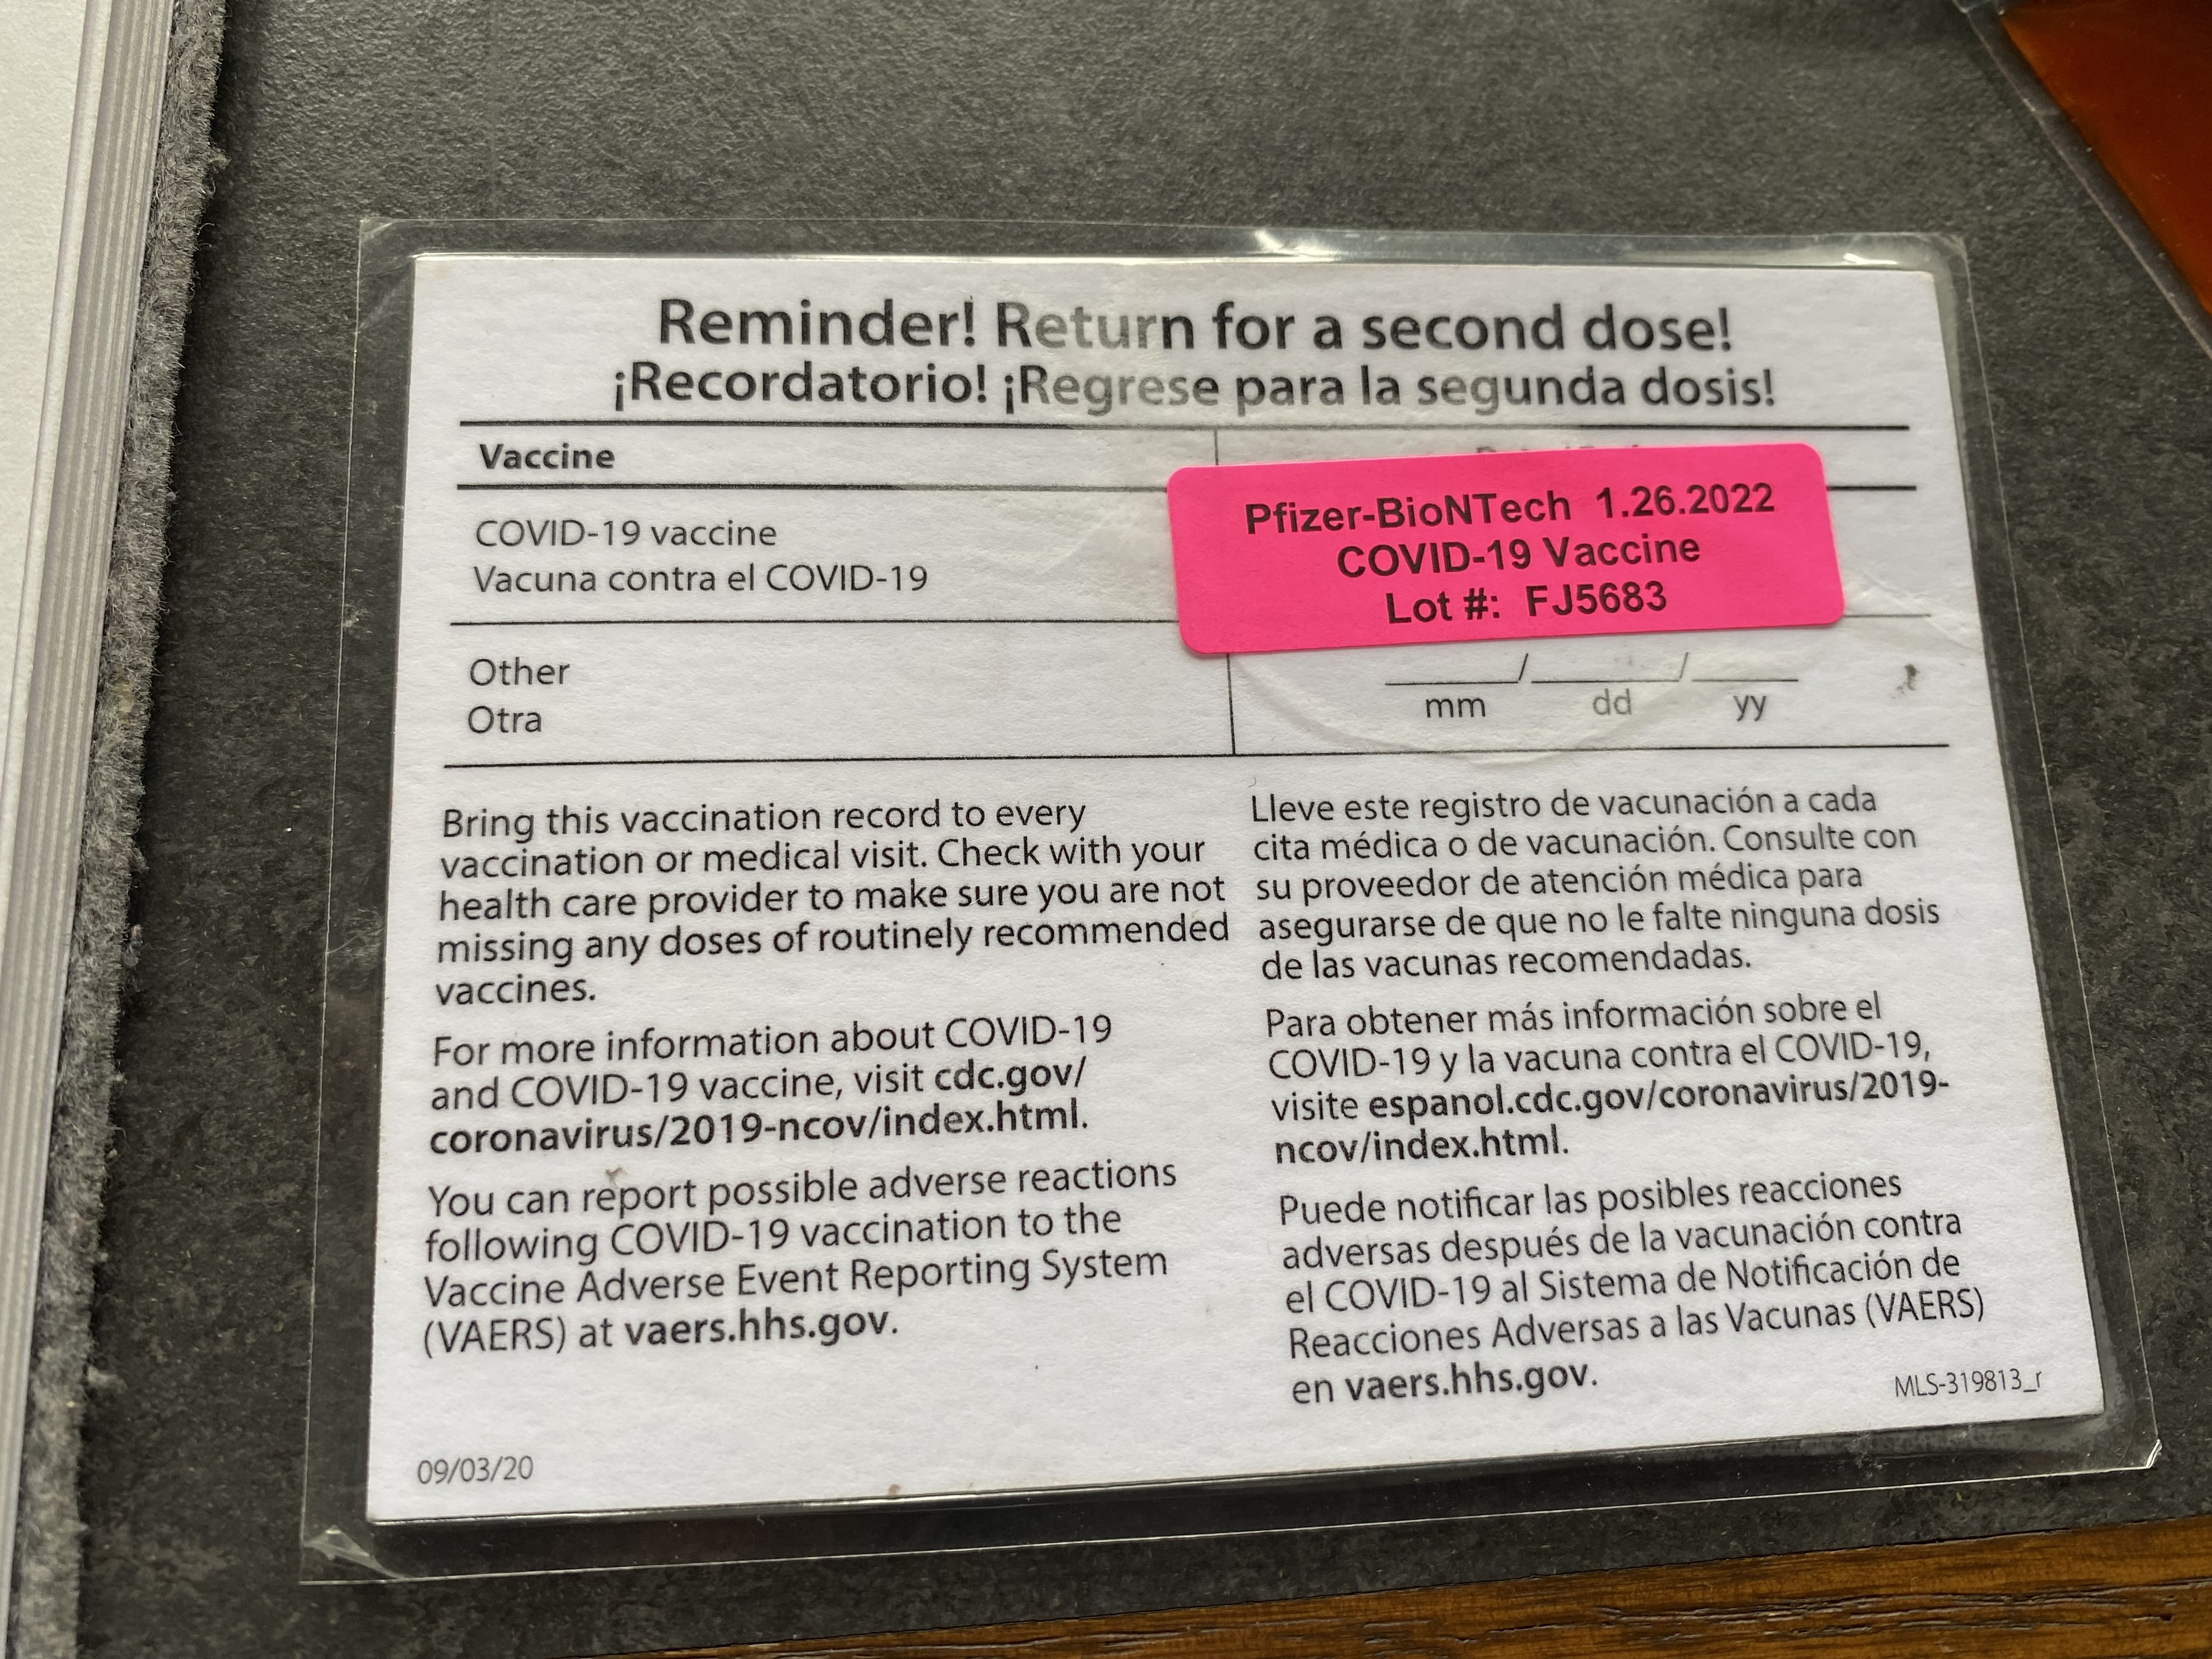 Reminder! Return for a second dose!
¡Recordatorio! ¡Regrese para la segunda dosis!
Vaccine
Pfizer-BioNTech 1.26.2022
COVID-19 Vaccine
Lot #: FJ5683
COVID-19 vaccine
Vacuna contra el COVID-19
Other
Otra
/ /
mm dd yy
Bring this vaccination record to every
vaccination or medical visit. Check with your
health care provider to make sure you are not
missing any doses of routinely recommended
vaccines.
For more information about COVID-19
and COVID-19 vaccine, visit cdc.gov/
coronavirus/2019-ncov/index.html.
You can report possible adverse reactions
following COVID-19 vaccination to the
Vaccine Adverse Event Reporting System
(VAERS) at vaers.hhs.gov.
Lleve este registro de vacunación a cada
cita médica o de vacunación. Consulte con
su proveedor de atención médica para
asegurarse de que no le falte ninguna dosis
de las vacunas recomendadas.
Para obtener más información sobre el
COVID-19 y la vacuna contra el COVID-19,
visite espanol.cdc.gov/coronavirus/2019-
ncov/index.html.
Puede notificar las posibles reacciones
adversas después de la vacunación contra
el COVID-19 al Sistema de Notificación de
Reacciones Adversas a las Vacunas (VAERS)
en vaers.hhs.gov.
09/03/20
MLS-319813_r